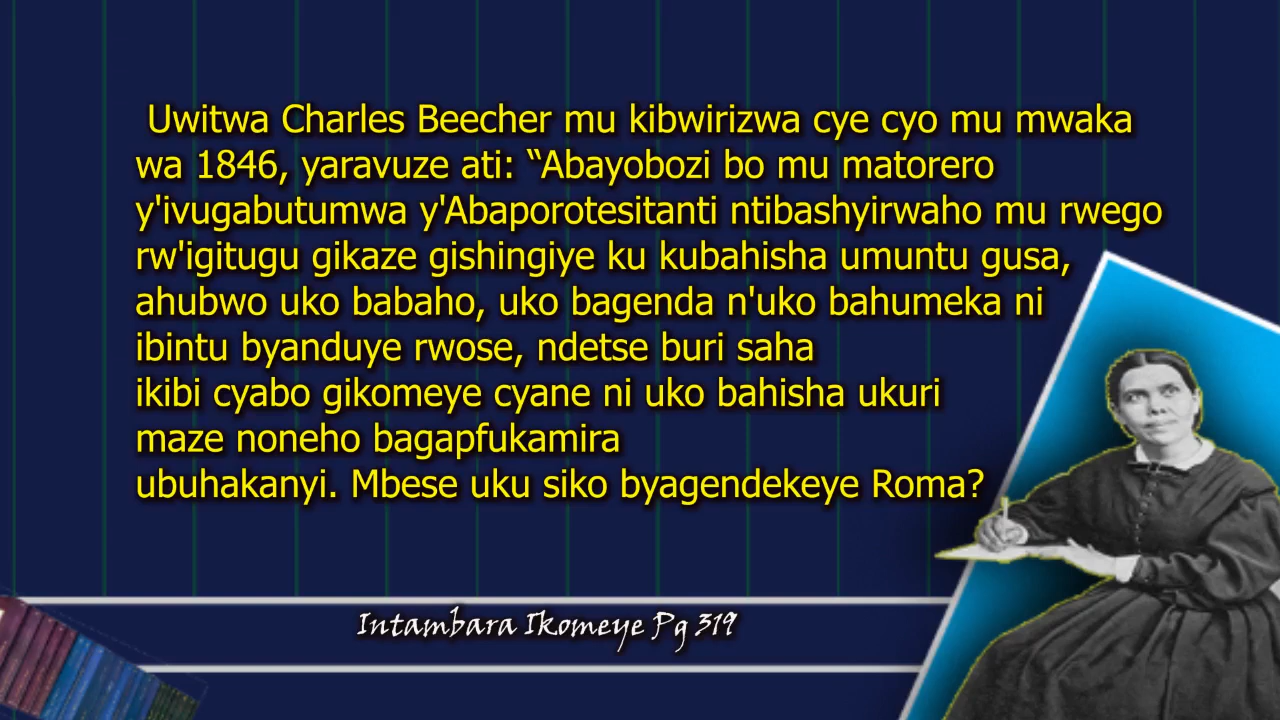 Uwitwa Charles Beecher mu kibwirizwa cye cyo mu mwaka
wa 1846, yaravuze ati: “Abayobozi bo mu matorero
y'ivugabutumwa y'Abaporotesitanti ntibashyirwaho mu rwego
rw'igitugu gikaze gishingiye ku kubahisha umuntu gusa,
ahubwo uko babaho, uko bagenda n'uko bahumeka ni
ibintu byanduye rwose, ndetse buri saha
ikibi cyabo gikomeye cyane ni uko bahisha ukuri
maze noneho bagapfukamira
ubuhakanyi. Mbese uku siko byagendekeye Roma?
Intambara Ikomeye Pg 319